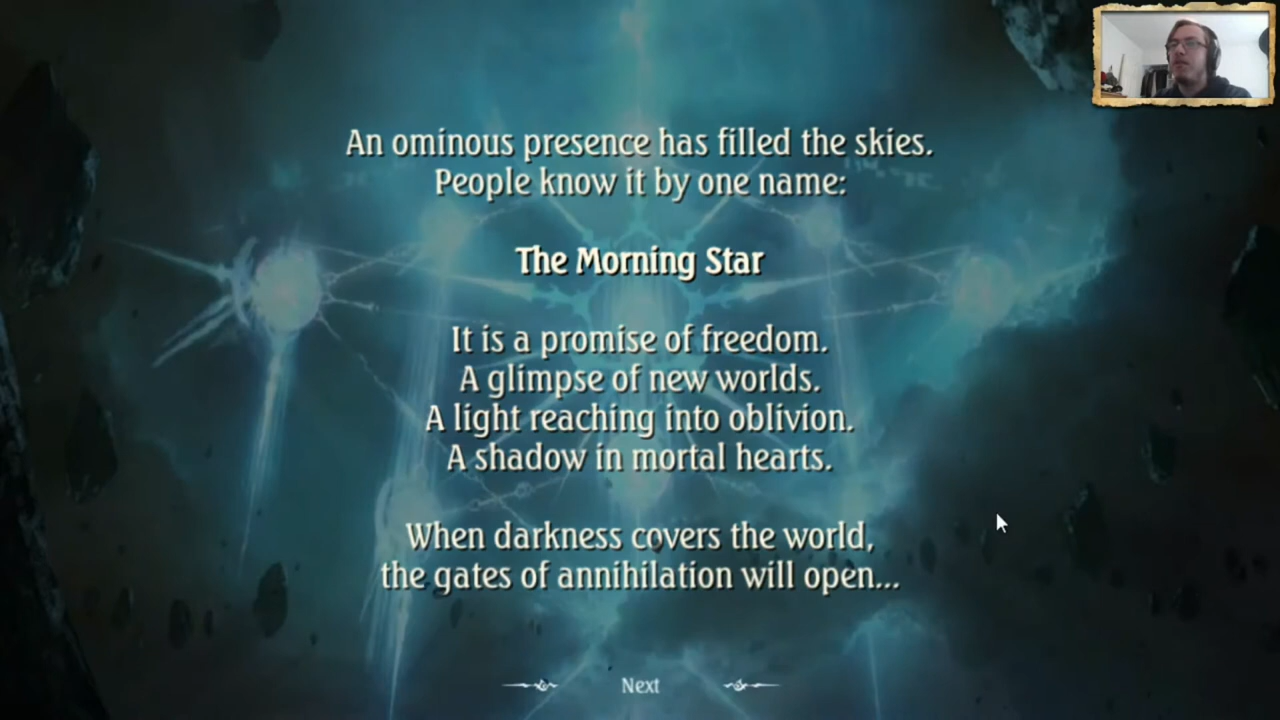 An ominous presence has filled the skies.
People know it by one name:
The Morning Star
It is a promise of freedom.
A glimpse of new worlds.
A light reaching into oblivion.
A shadow in mortal hearts.
When darkness covers the world,
the gates of annihilation will open...
Next